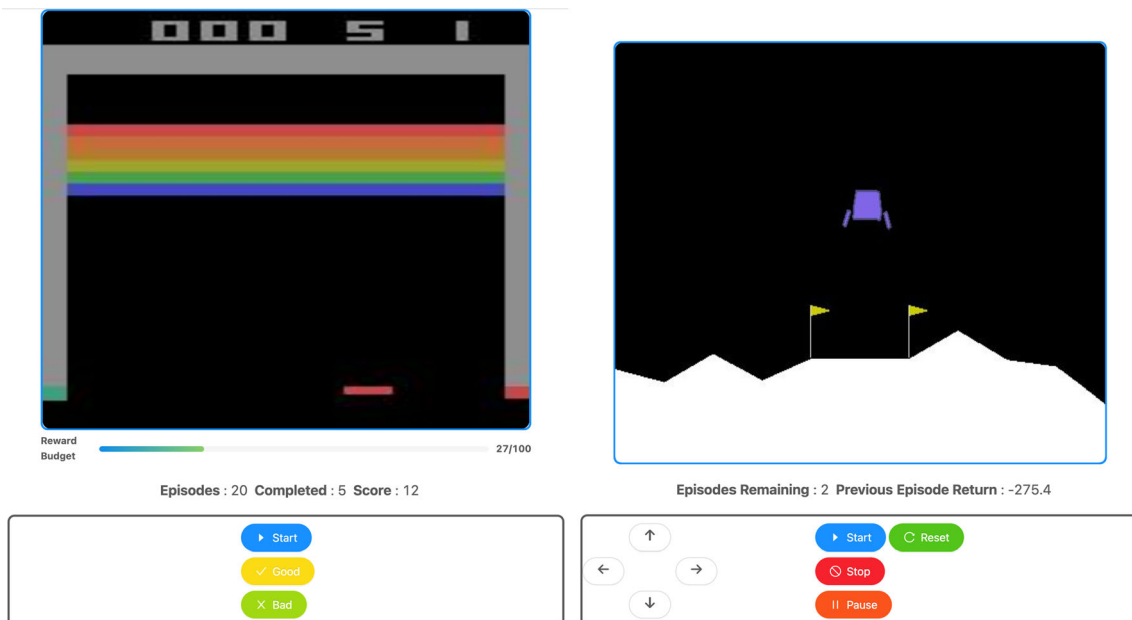 000 5 1
Reward
Budget
27/100
Episodes : 20 Completed : 5 Score : 12
Start
Good
Bad
Episodes Remaining : 2 Previous Episode Return : -275.4
Start
Reset
Stop
Pause